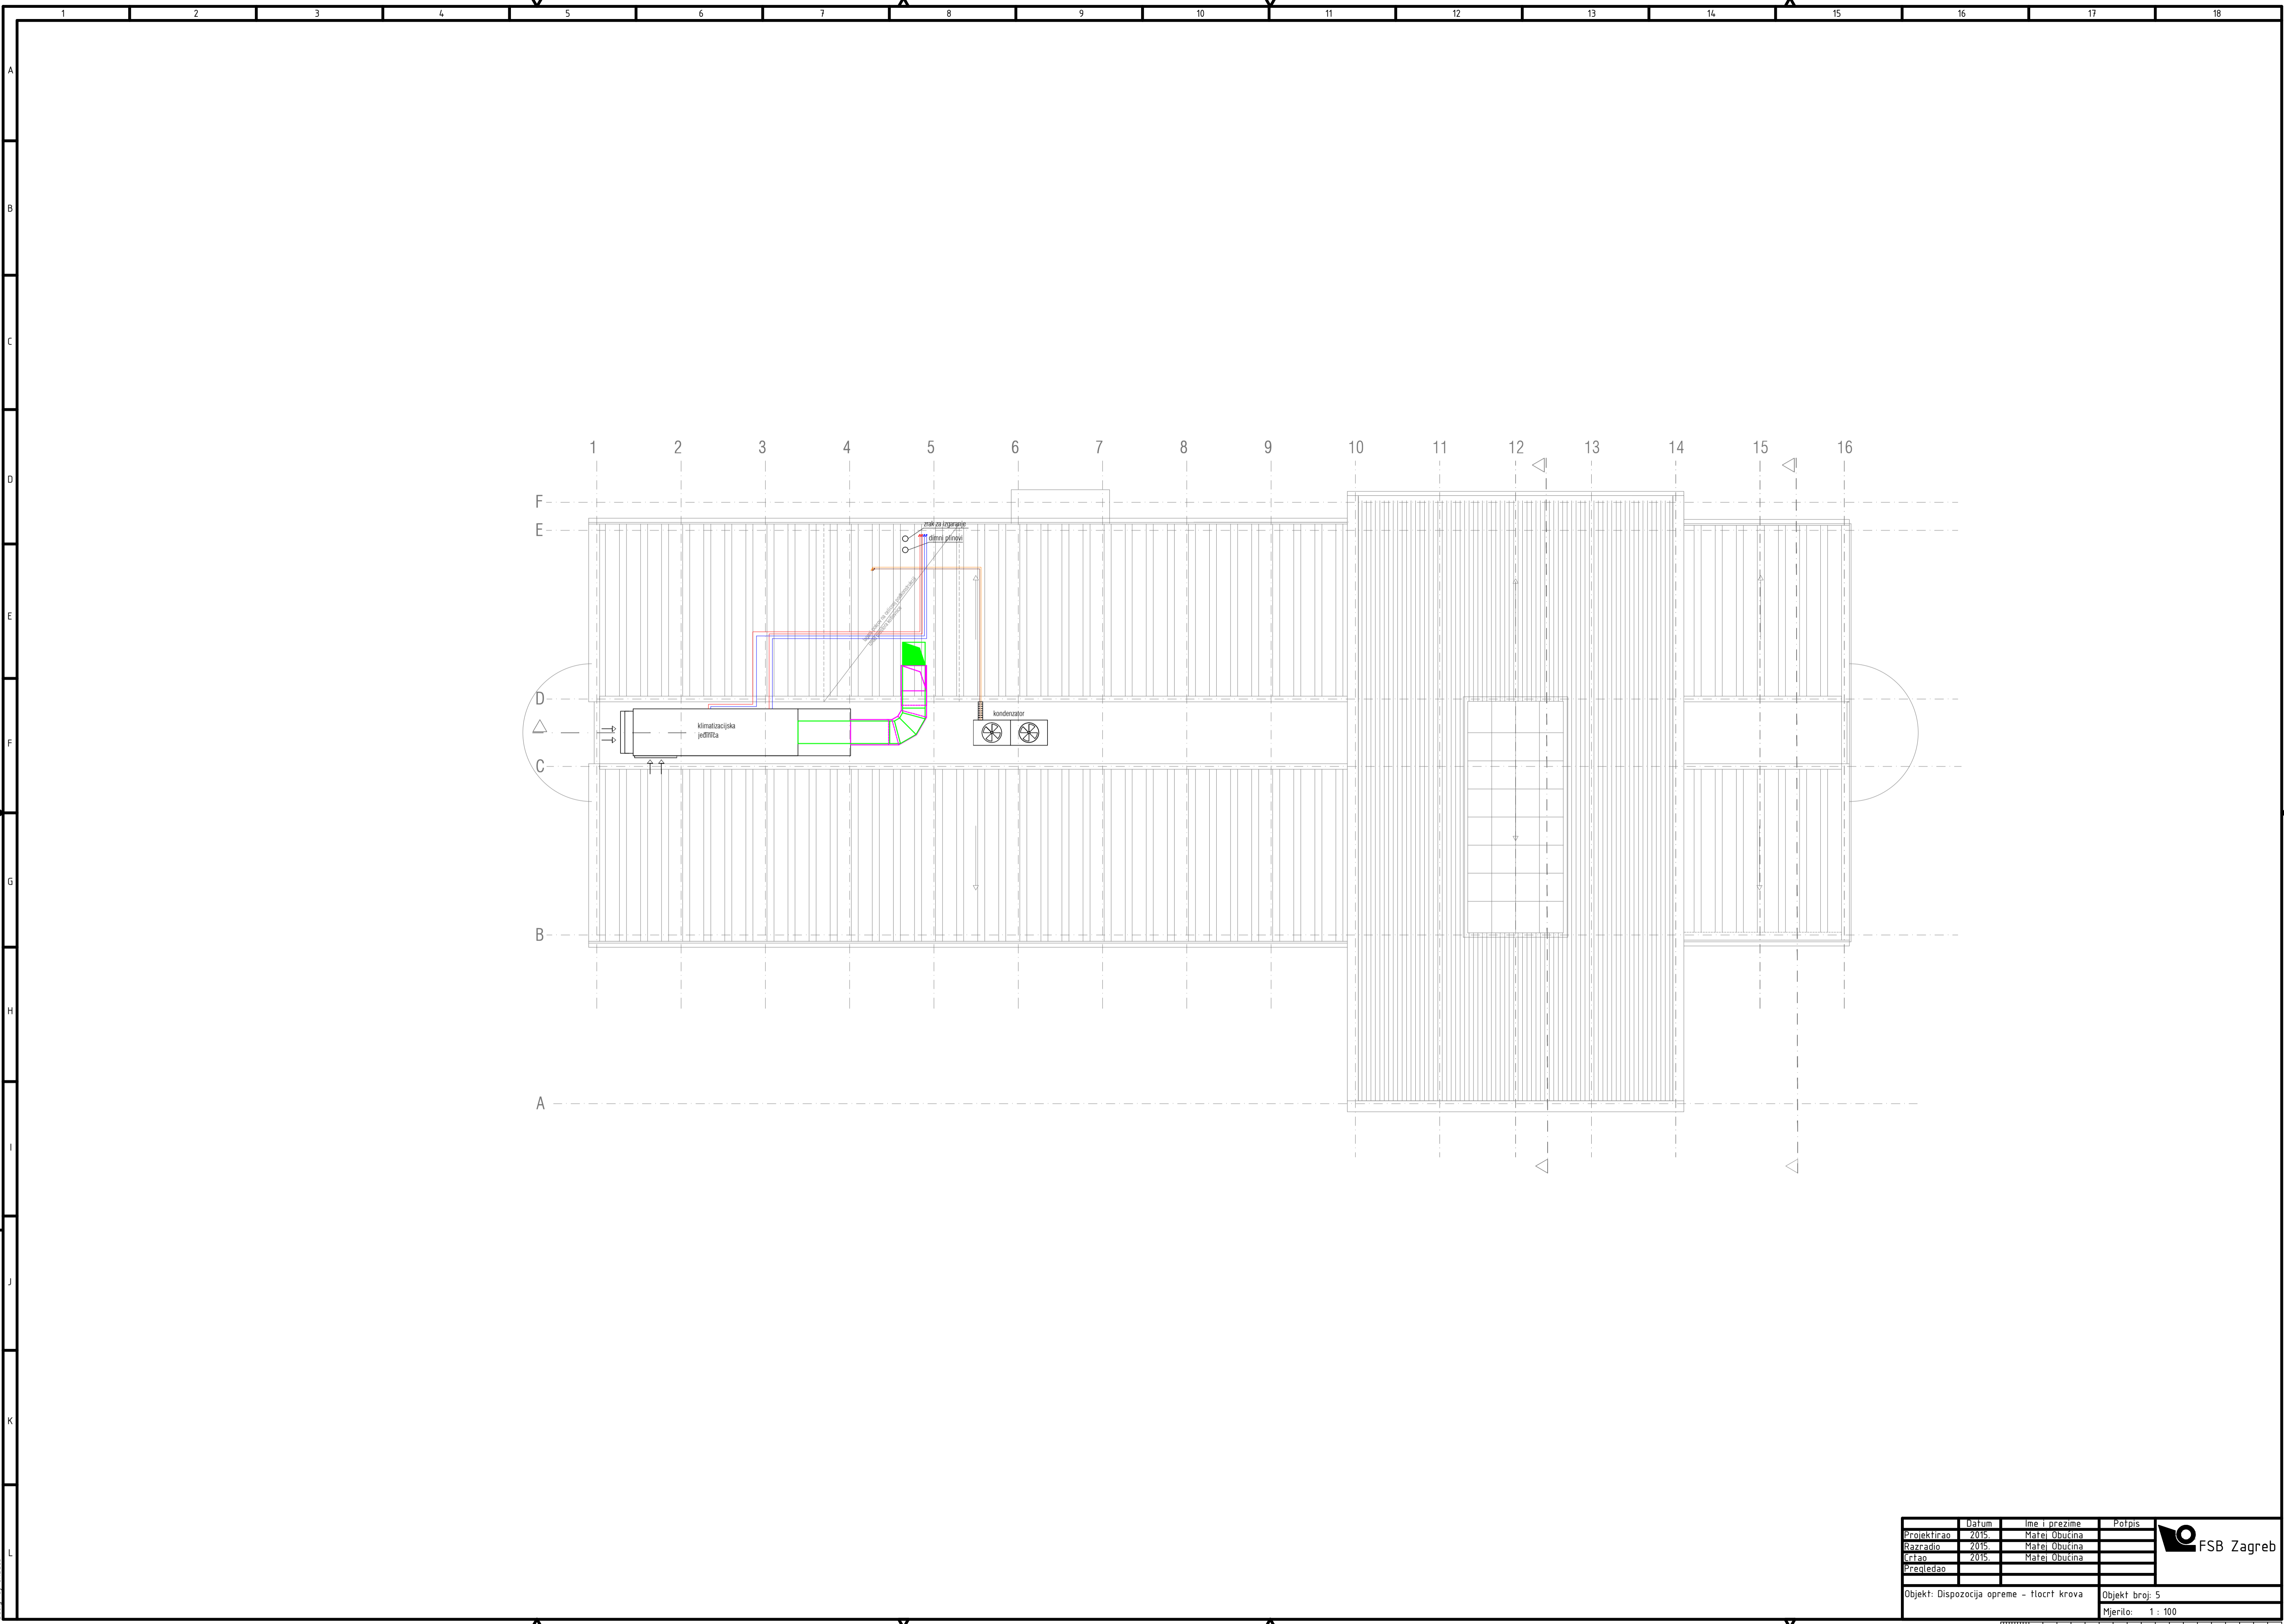 1 2 3 4 5 6 7 8 9 10 11 12 13 14 15 16 17 18
A
B
C
D
E
F
G
H
I
J
K
L
1 2 3 4 5 6 7 8 9 10 11 12 13 14 15 16
F
E
D
C
B
A
zrak za izgaranje
dimni plinovi
klimatizacijska
jedinica
kondenzator
Datum Ime i prezime Potpis
Projektirao 2015. Matej Obućina
Razradio 2015. Matej Obućina
Crtao 2015. Matej Obućina
Pregledao
FSB Zagreb
Objekt: Dispozocija opreme - tlocrt krova
Objekt broj: 5
Mjerilo: 1 : 100